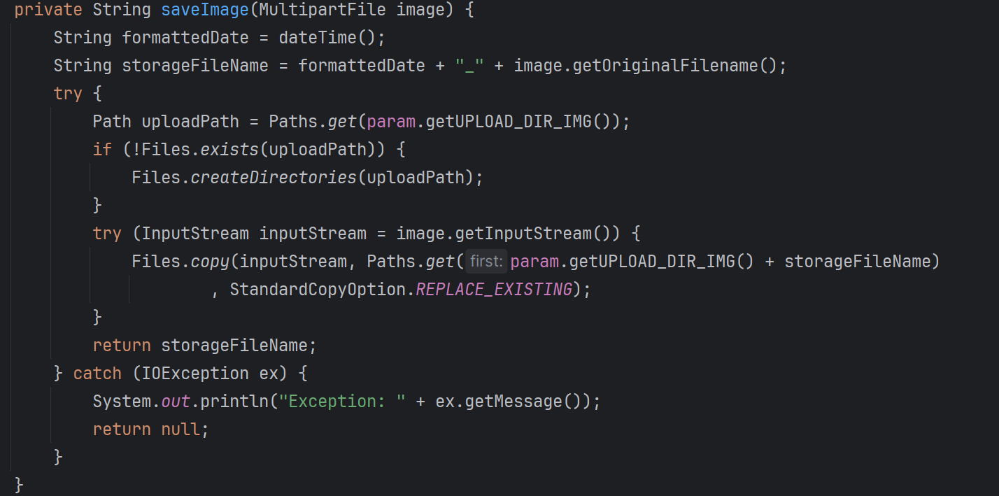 private String saveImage(MultipartFile image) {
    String formattedDate = dateTime();
    String storageFileName = formattedDate + "_" + image.getOriginalFilename();
    try {
        Path uploadPath = Paths.get(param.getUPLOAD_DIR_IMG());
        if (!Files.exists(uploadPath)) {
            Files.createDirectories(uploadPath);
        }
        try (InputStream inputStream = image.getInputStream()) {
            Files.copy(inputStream, Paths.get( first: param.getUPLOAD_DIR_IMG() + storageFileName)
                    , StandardCopyOption.REPLACE_EXISTING);
        }
        return storageFileName;
    } catch (IOException ex) {
        System.out.println("Exception: " + ex.getMessage());
        return null;
    }
}